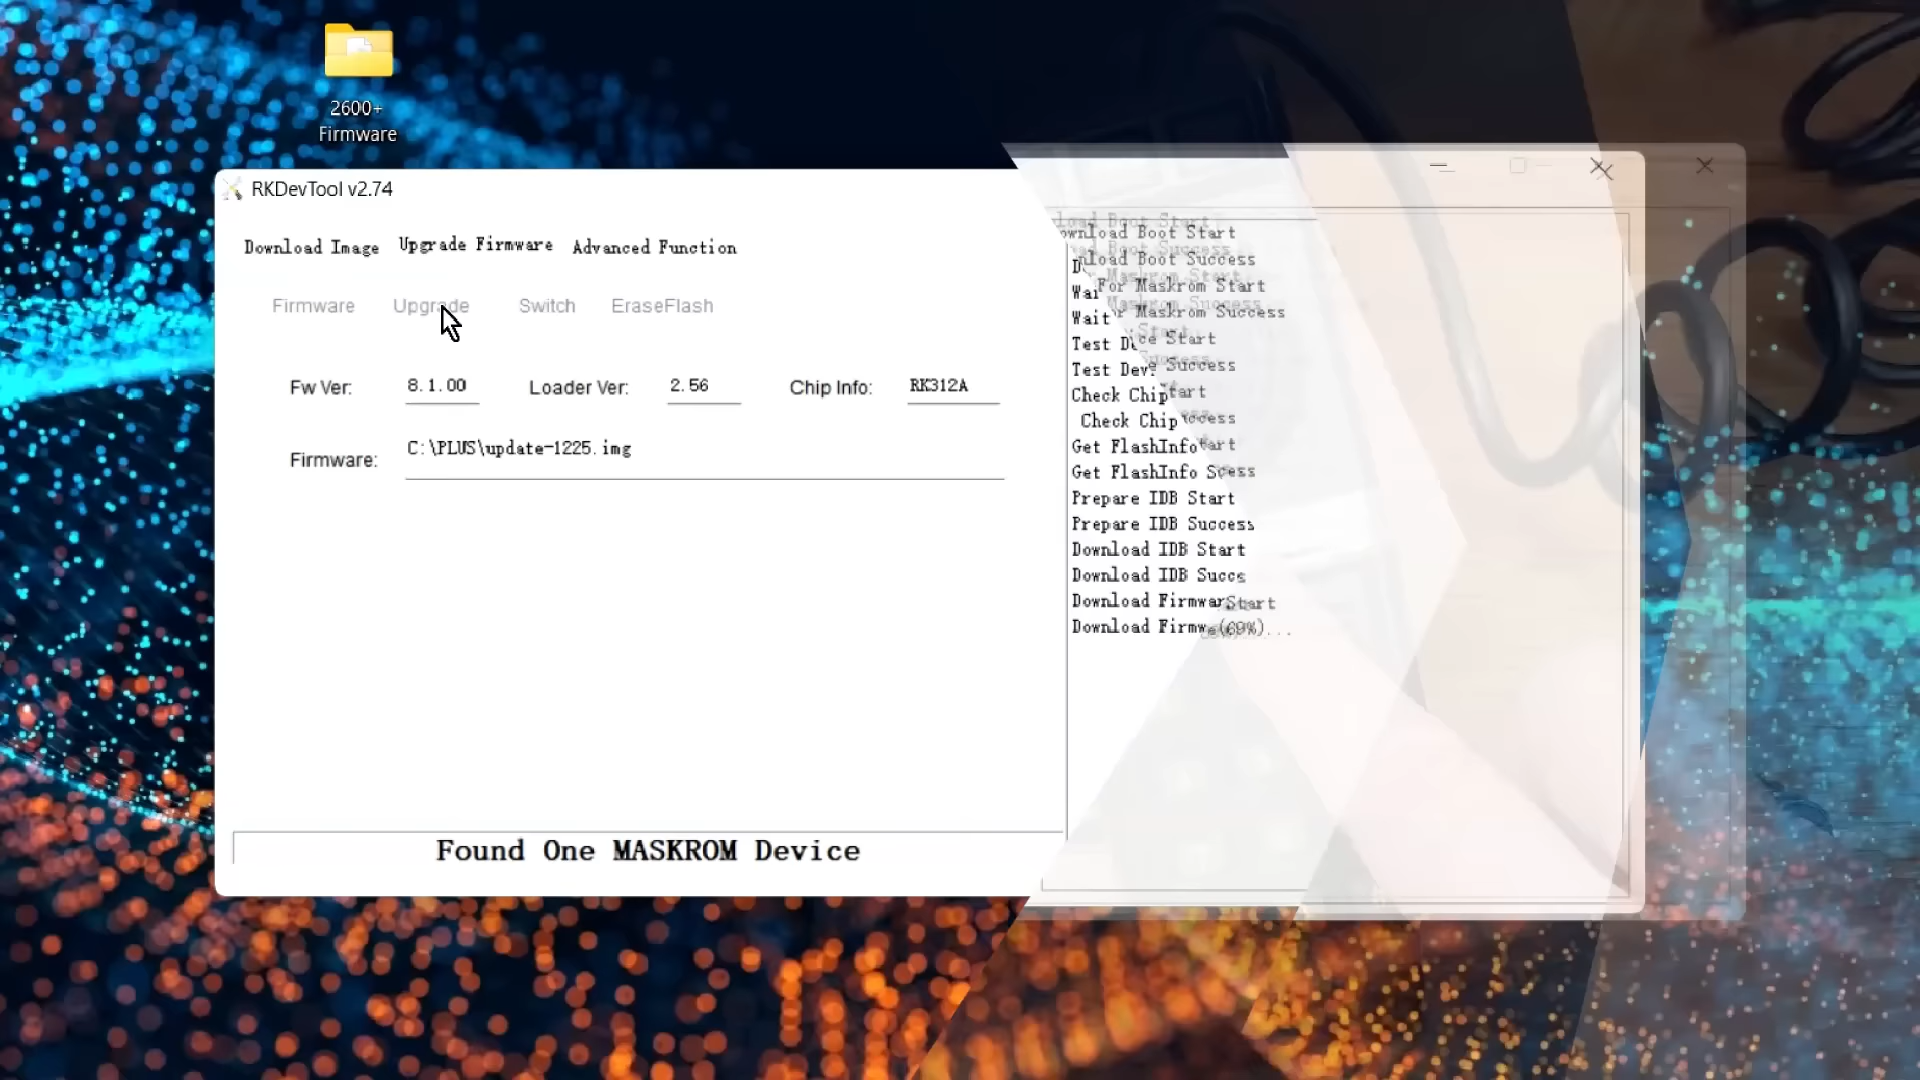 2600+
Firmware
RKDevTool v2.74
Download Image Upgrade Firmware Advanced Function
Firmware Upgrade Switch EraseFlash
Fw Ver: 8.1.00 Loader Ver: 2.56 Chip Info: RK312A
Firmware: C:\PLUS\update-1225.img
Found One MASKROM Device
Download Boot Start
Download Boot Success
Wait For Maskrom Start
Wait For Maskrom Success
Test Device Start
Test Device Success
Check Chip Start
Check Chip Success
Get FlashInfo Start
Get FlashInfo Success
Prepare IDB Start
Prepare IDB Success
Download IDB Start
Download IDB Success
Download Firmware Start
Download Firmware (69%)...